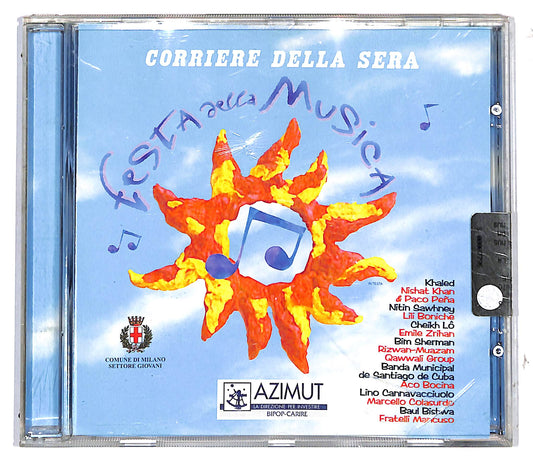 CORRIERE DELLA SERA
Festa della Musica
Khaled
Nishat Khan
& Paco Peña
Nitin Sawhney
Lili Boniche
Cheikh Lô
Emile Zrihan
Bim Sherman
Rizwan-Muazam
Qawwali Group
Banda Municipal
de Santiago de Cuba
Aco Bocina
Lino Cannavacciuolo
Marcello Colasurdo
Baul Bistwa
Fratelli Mancuso
COMUNE DI MILANO
SETTORE GIOVANI
AZIMUT
LA DIREZIONE PER INVESTIRE
BIPOP-CARIRE